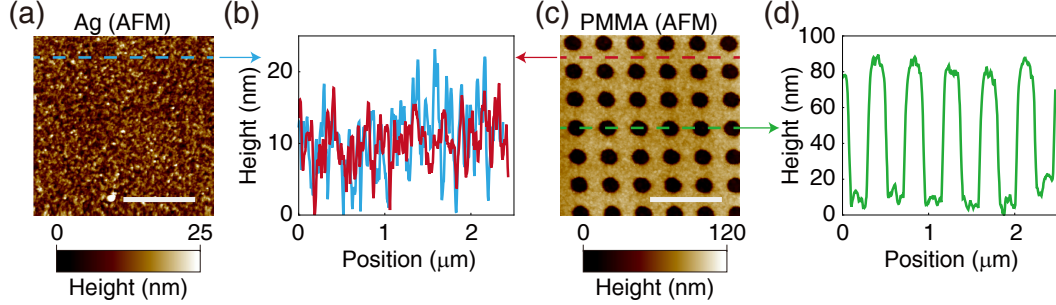 (a) Ag (AFM)
0 25
Height (nm)
(b)
20
10
0
Height (nm)
0 1 2
Position (μm)
(c) PMMA (AFM)
0 120
Height (nm)
(d)
100
80
60
40
20
0
Height (nm)
0 1 2
Position (μm)